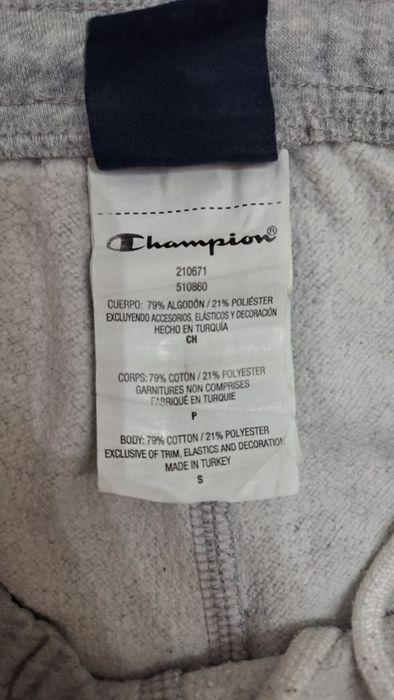 Champion®
210671
510860
CUERPO: 79% ALGODÓN / 21% POLIÉSTER
EXCLUYENDO ACCESORIOS, ELÁSTICOS Y DECORACIÓN
HECHO EN TURQUÍA
CH
CORPS: 79% COTON / 21% POLYESTER
GARNITURES NON COMPRISES
FABRIQUÉ EN TURQUIE
P
BODY: 79% COTTON / 21% POLYESTER
EXCLUSIVE OF TRIM, ELASTICS AND DECORATION
MADE IN TURKEY
S